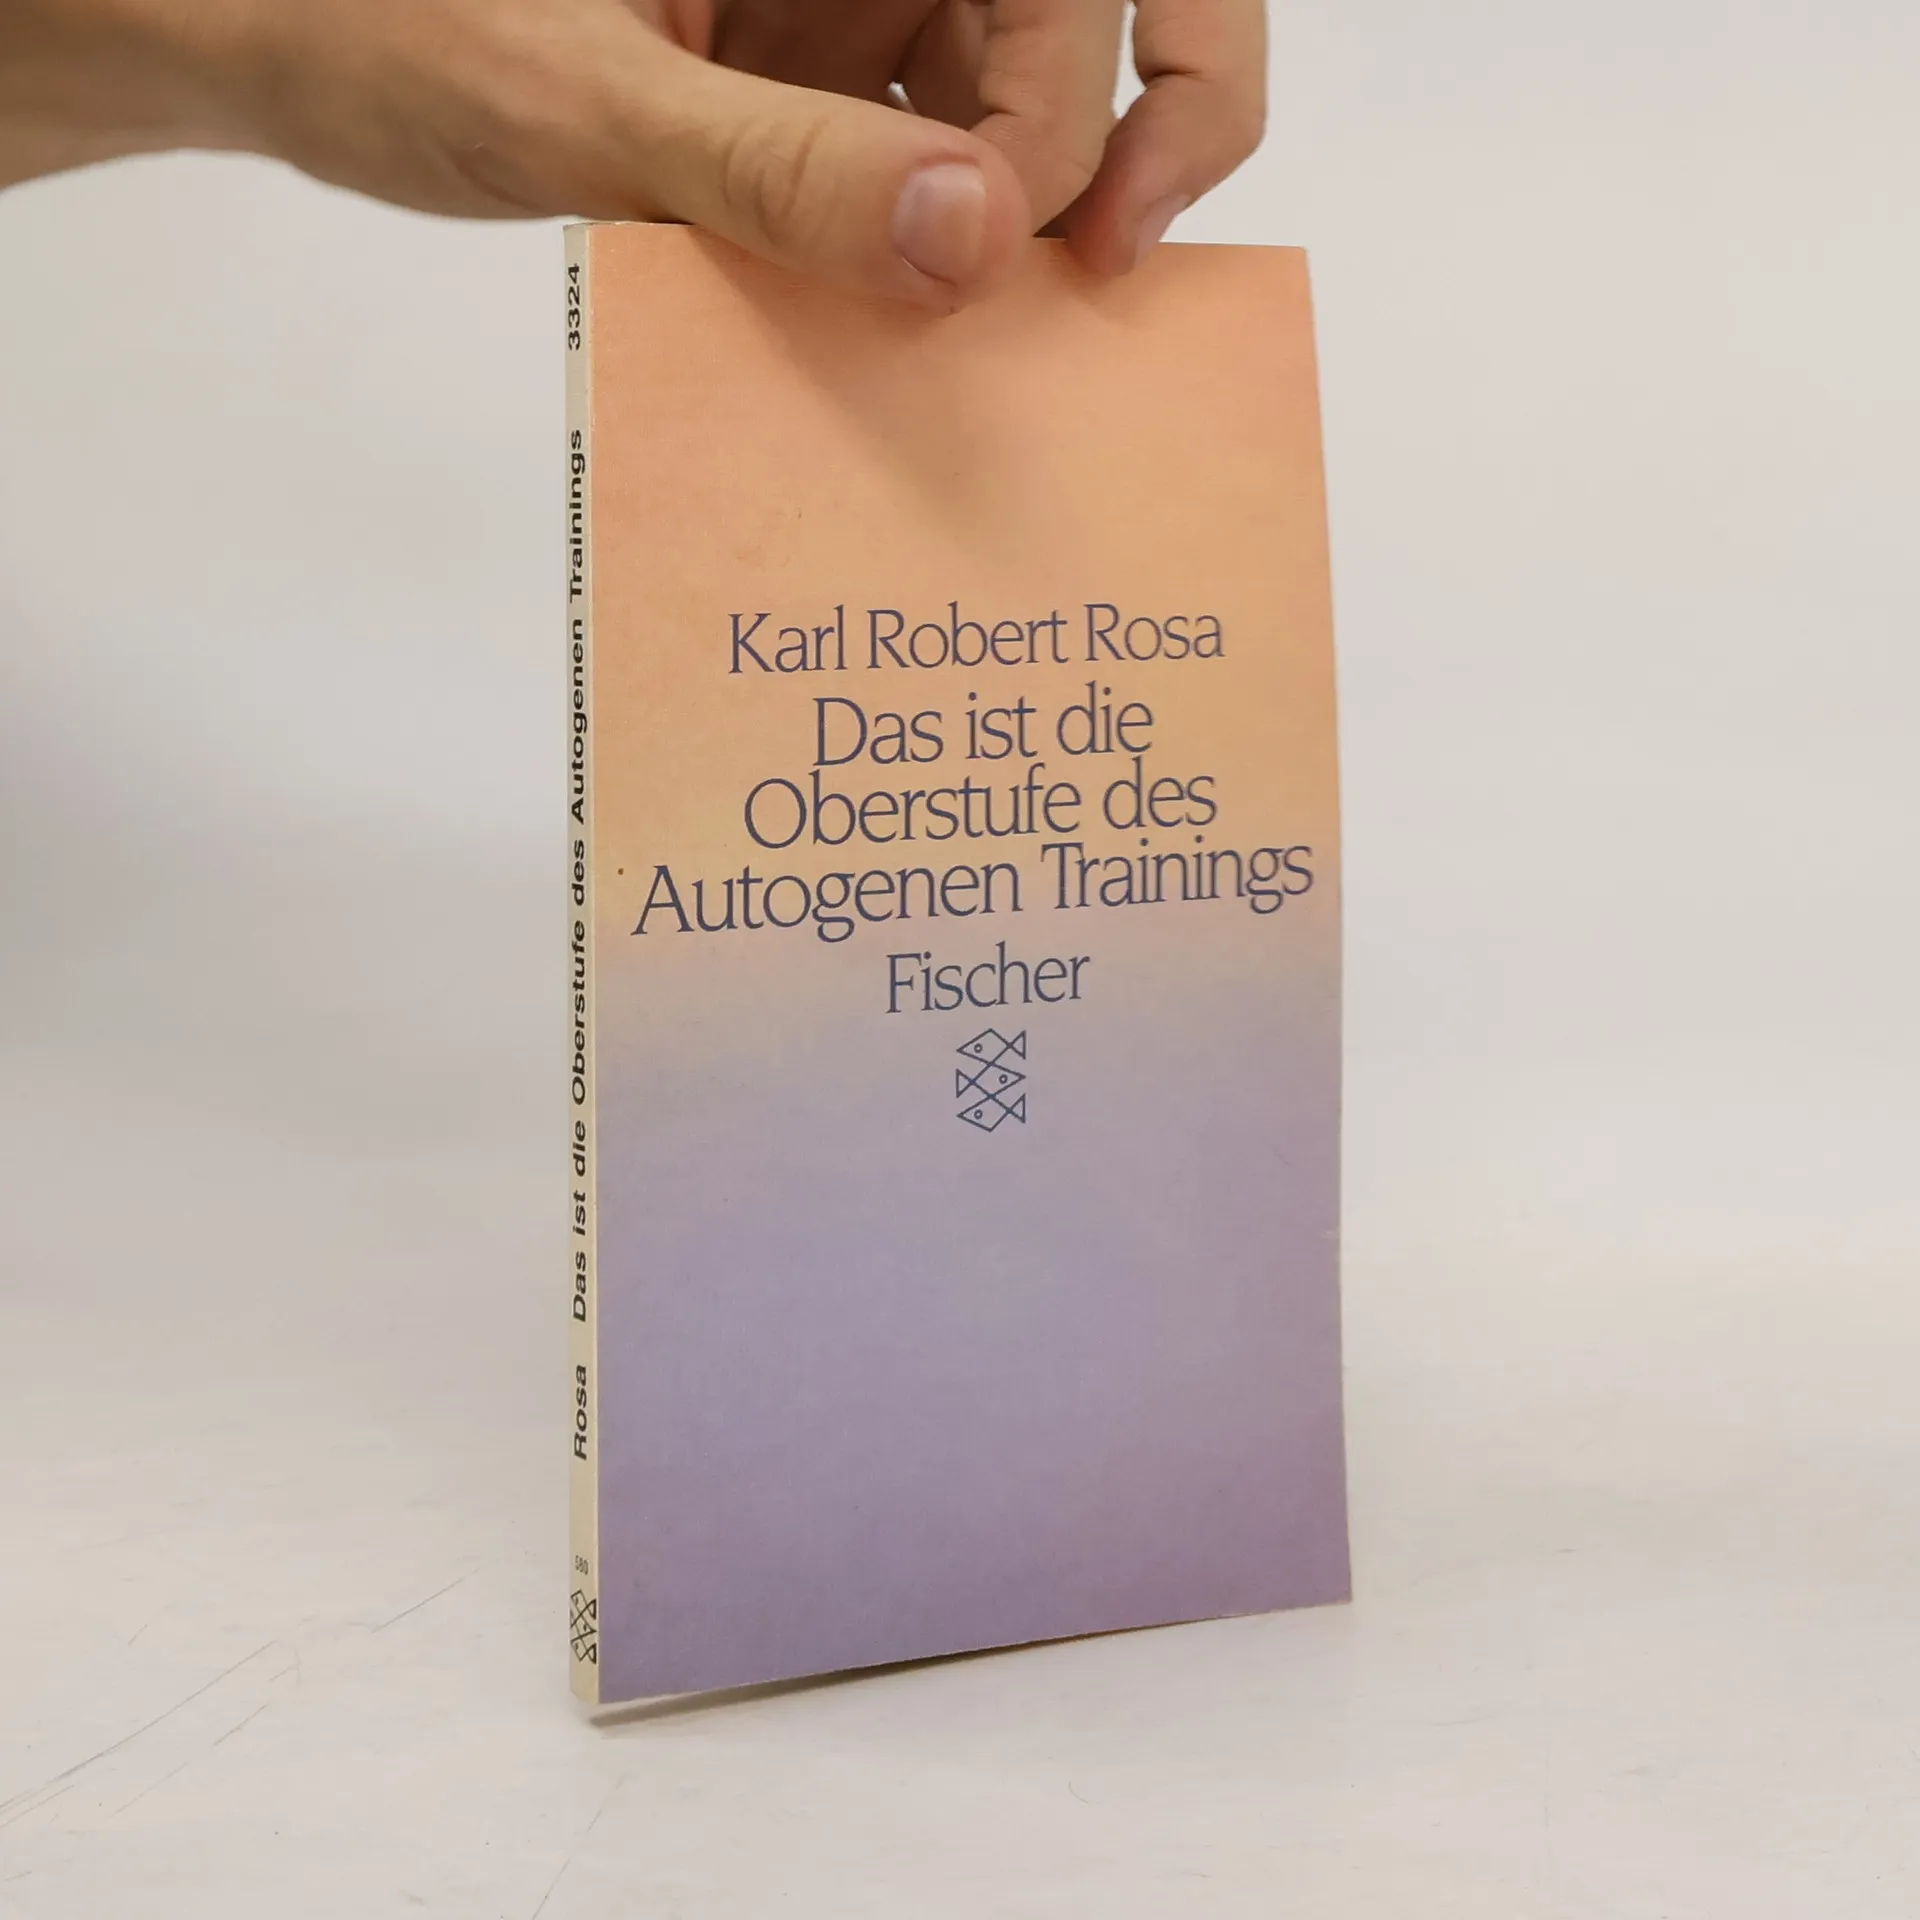 Karl Robert Rosa
Das ist die
Oberstufe des
Autogenen Trainings
Fischer
Rosa Das ist die Oberstufe des Autogenen Trainings 3324
580